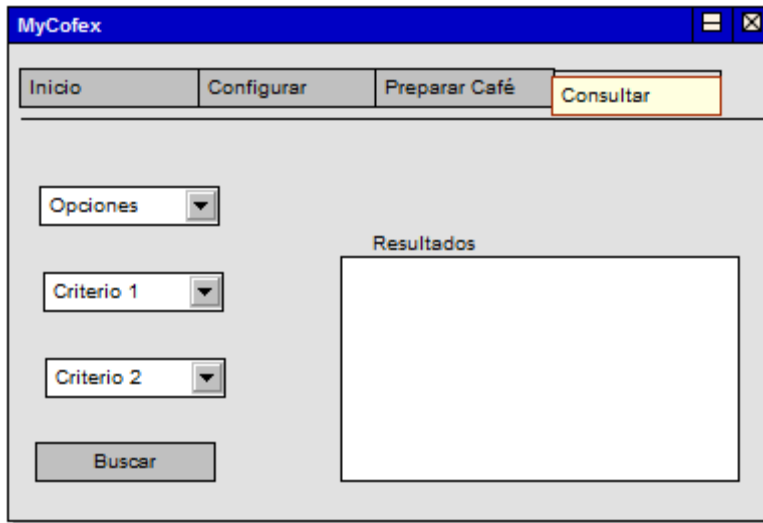 MyCofex
Inicio Configurar Preparar Café Consultar
Opciones
Resultados
Criterio 1
Criterio 2
Buscar